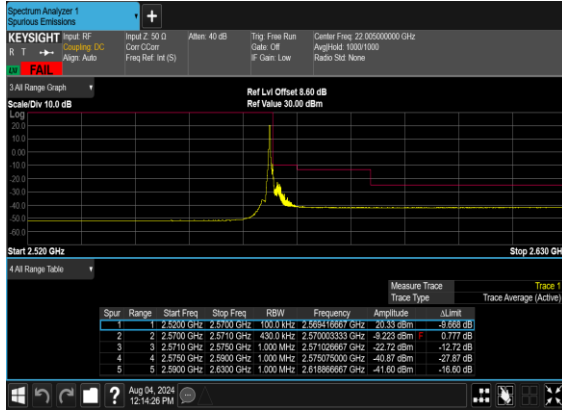 Spectrum Analyzer 1
Spurious Emissions
+
KEYSIGHT
R T
LXI FAIL
Input: RF
Coupling: DC
Align: Auto
Input Z: 50 Ω
Corr CCorr
Freq Ref: Int (S)
Atten: 40 dB
Trig: Free Run
Gate: Off
IF Gain: Low
Center Freq: 22.005000000 GHz
Avg|Hold: 1000/1000
Radio Std: None
3 All Range Graph
Ref Lvl Offset 8.60 dB
Scale/Div 10.0 dB
Ref Value 30.00 dBm
Log
20.0
10.0
0.00
-10.0
-20.0
-30.0
-40.0
-50.0
-60.0
Start 2.520 GHz
Stop 2.630 GH
4 All Range Table
Measure Trace Trace 1
Trace Type Trace Average (Active)
Spur Range Start Freq Stop Freq RBW Frequency Amplitude ΔLimit
1 1 2.5200 GHz 2.5700 GHz 100.0 kHz 2.569416667 GHz 20.33 dBm -9.668 dB
2 2 2.5700 GHz 2.5710 GHz 430.0 kHz 2.570003333 GHz -9.223 dBm F 0.777 dB
3 3 2.5710 GHz 2.5750 GHz 1.000 MHz 2.571026667 GHz -22.72 dBm -12.72 dB
4 4 2.5750 GHz 2.5900 GHz 1.000 MHz 2.575075000 GHz -40.87 dBm -27.87 dB
5 5 2.5900 GHz 2.6300 GHz 1.000 MHz 2.618866667 GHz -41.60 dBm -16.60 dB
?
Aug 04, 2024
12:14:26 PM